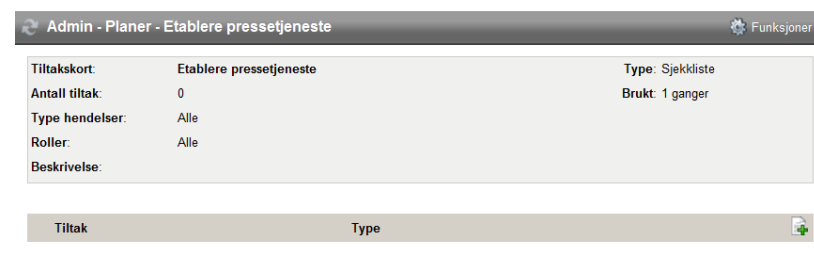 Admin - Planer - Etablere pressetjeneste Funksjoner
Tiltakskort: Etablere pressetjeneste Type: Sjekkliste
Antall tiltak: 0 Brukt: 1 ganger
Type hendelser: Alle
Roller: Alle
Beskrivelse:
Tiltak Type